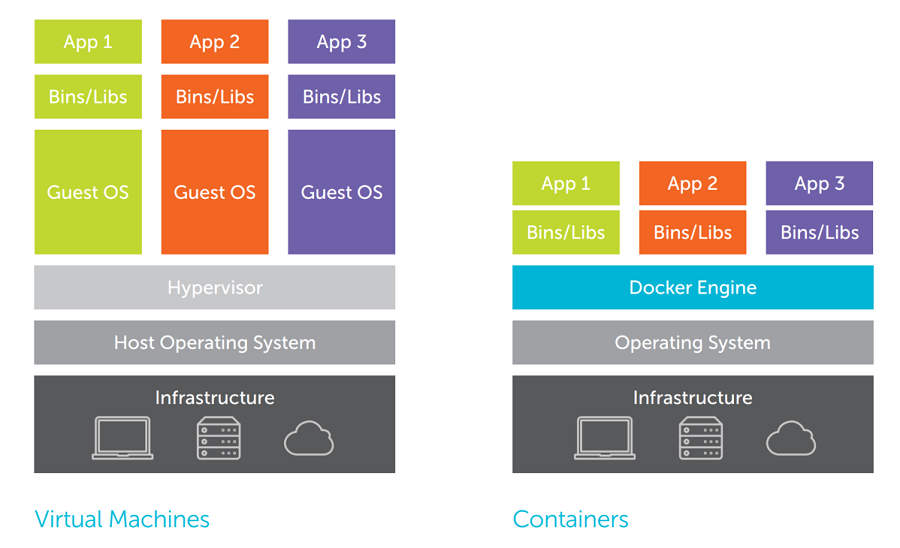 App 1
App 2
App 3
Bins/Libs
Bins/Libs
Bins/Libs
Guest OS
Guest OS
Guest OS
Hypervisor
Host Operating System
Infrastructure
Virtual Machines
App 1
App 2
App 3
Bins/Libs
Bins/Libs
Bins/Libs
Docker Engine
Operating System
Infrastructure
Containers